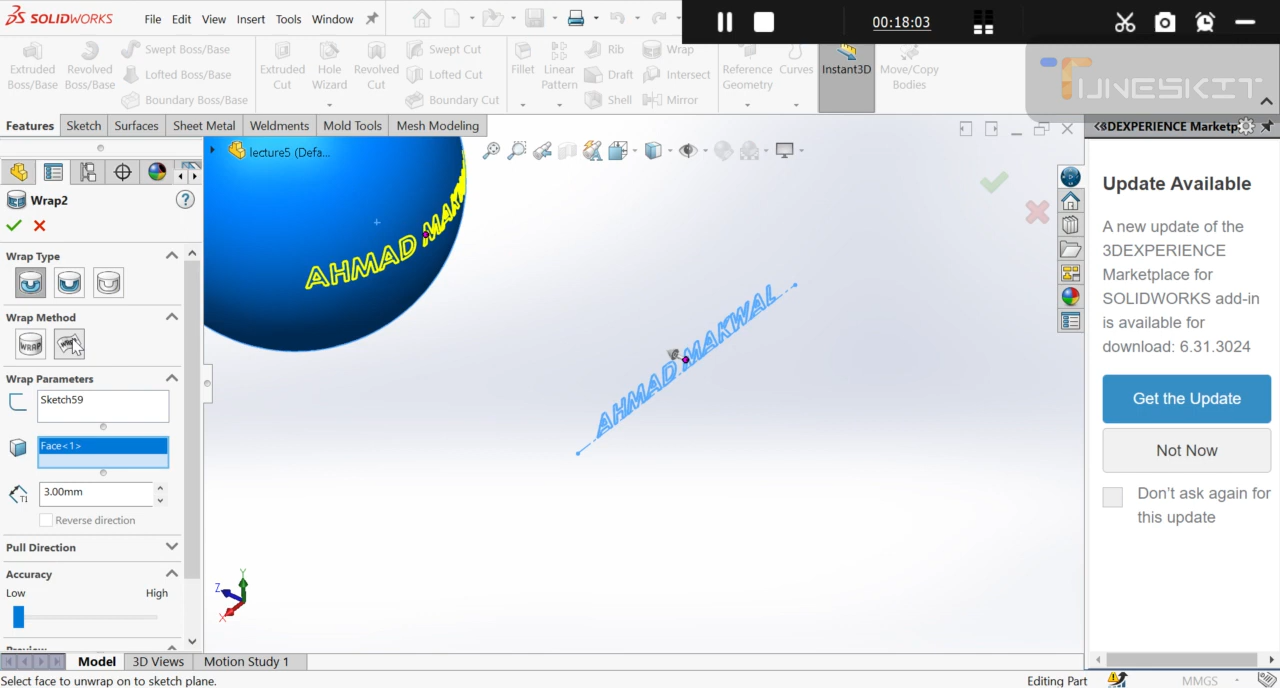 SOLIDWORKS File Edit View Insert Tools Window
00:18:03
TUNESKIT
Extruded Boss/Base
Revolved Boss/Base
Swept Boss/Base
Lofted Boss/Base
Boundary Boss/Base
Extruded Cut
Hole Wizard
Revolved Cut
Swept Cut
Lofted Cut
Boundary Cut
Fillet
Linear Pattern
Rib
Draft
Shell
Wrap
Intersect
Mirror
Reference Geometry
Curves
Instant3D
Move/Copy Bodies
Features Sketch Surfaces Sheet Metal Weldments Mold Tools Mesh Modeling
lecture5 (Defa...
Wrap2
Wrap Type
Wrap Method
WRAP
Wrap Parameters
Sketch59
Face<1>
T1
3.00mm
Reverse direction
Pull Direction
Accuracy
Low High
AHMAD MAK
AHMAD MAKWAL
Y
Z
X
3DEXPERIENCE Marketp
Update Available
A new update of the
3DEXPERIENCE
Marketplace for
SOLIDWORKS add-in
is available for
download: 6.31.3024
Get the Update
Not Now
Don't ask again for
this update
Model 3D Views Motion Study 1
Select face to unwrap on to sketch plane.
Editing Part
MMGS